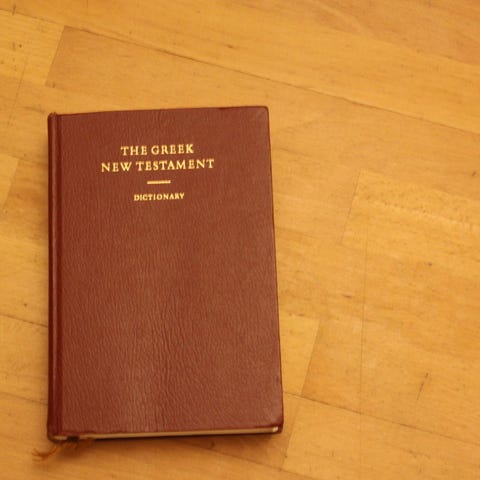 THE GREEK
NEW TESTAMENT
DICTIONARY